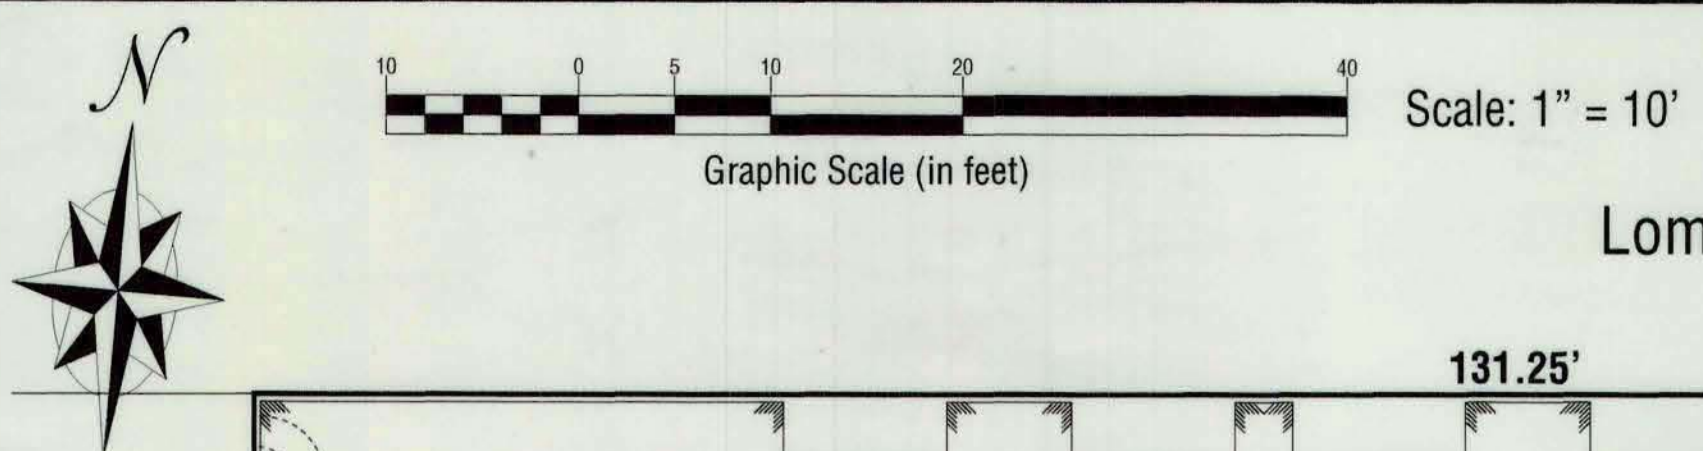 N
10 0 5 10 20 40
Scale: 1” = 10’
Graphic Scale (in feet)
Lom
131.25’